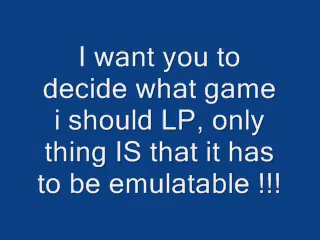 I want you to
decide what game
i should LP, only
thing IS that it has
to be emulatable !!!